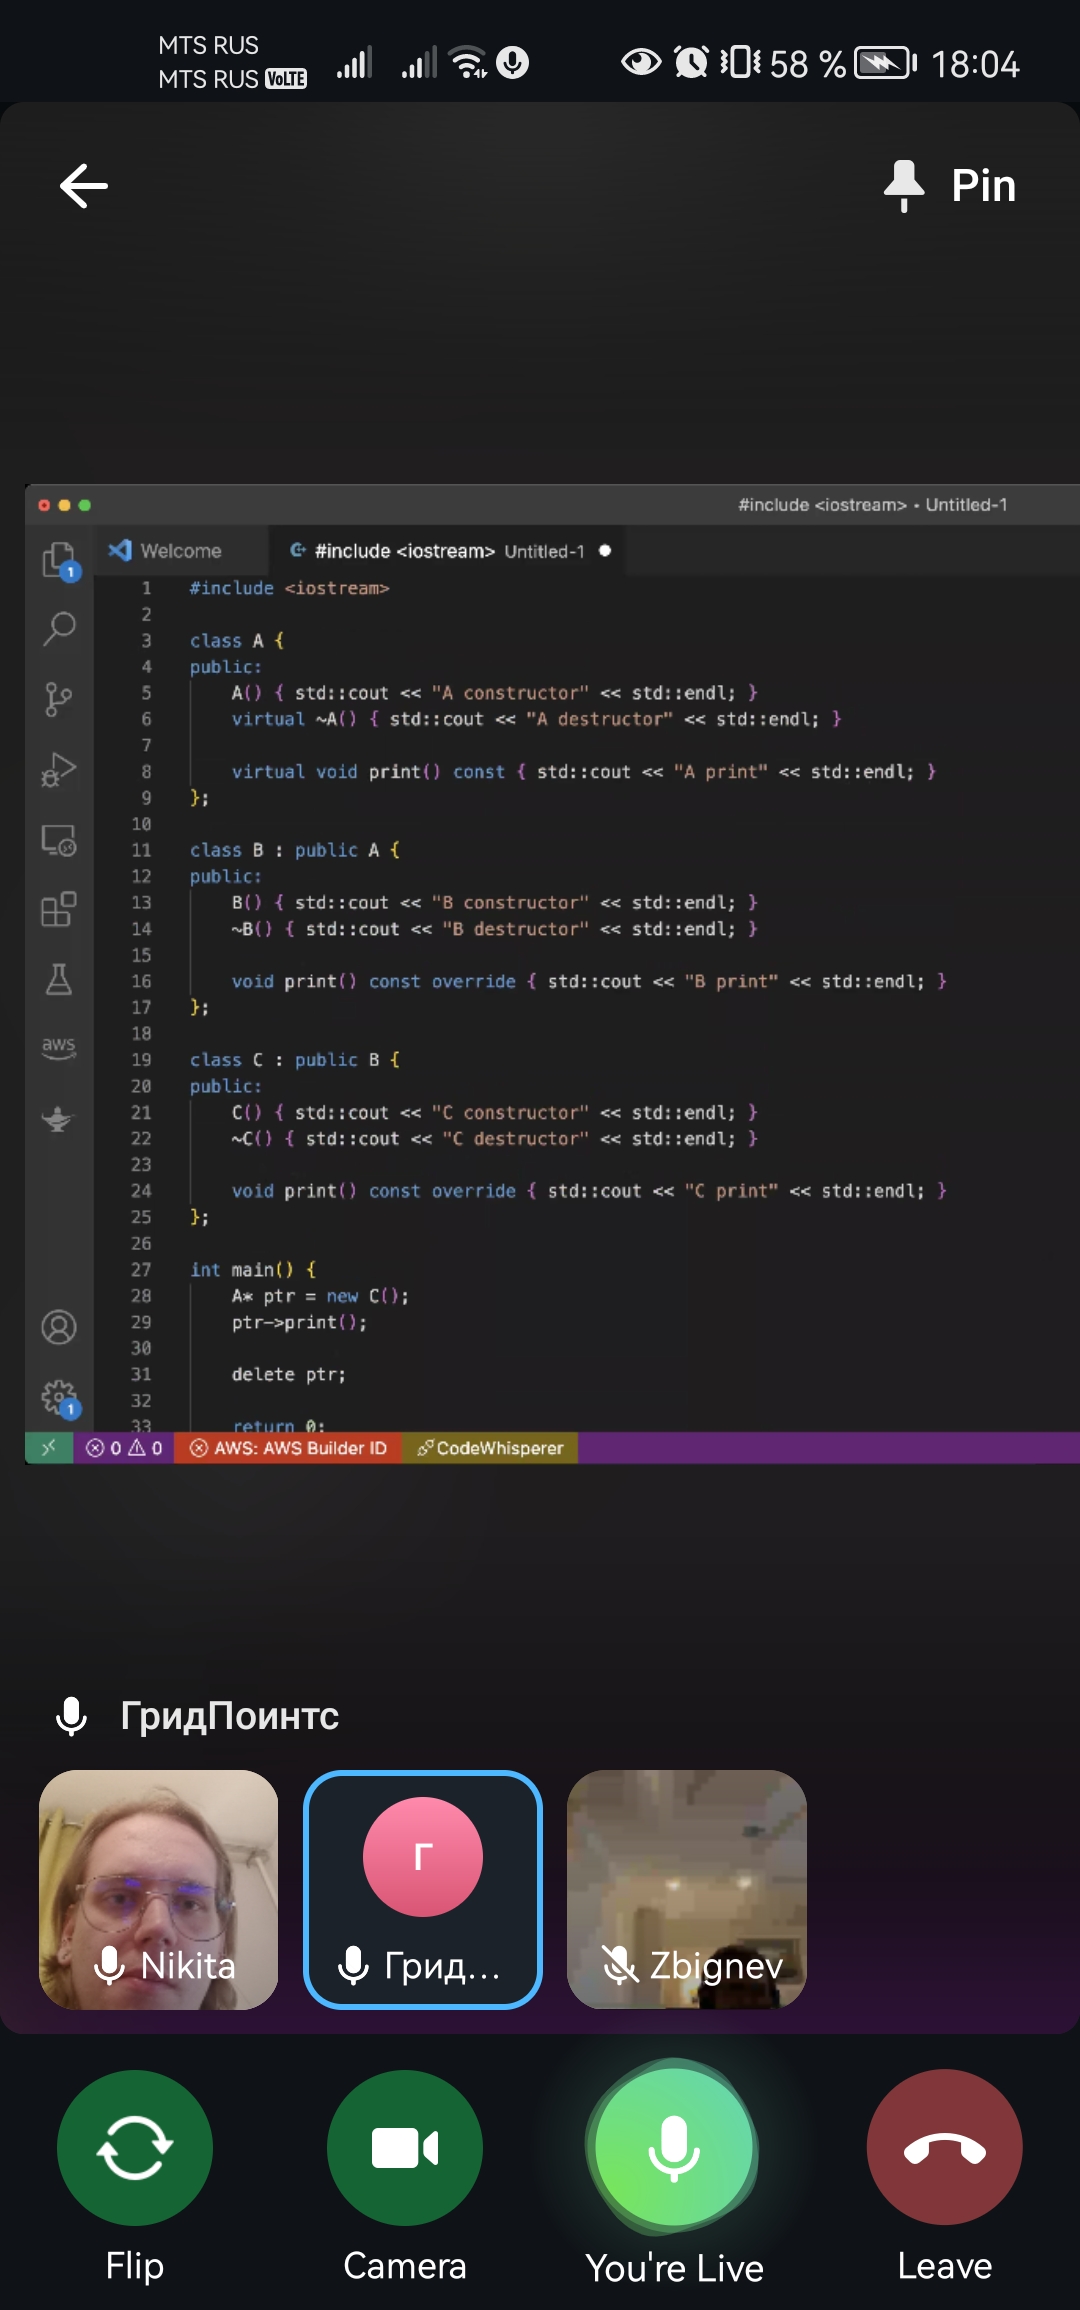 MTS RUS
MTS RUS VoLTE
58 %
18:04
Pin
#include <iostream> • Untitled-1
Welcome
#include <iostream> Untitled-1
1 #include <iostream>
2
3 class A {
4 public:
5 A() { std::cout << "A constructor" << std::endl; }
6 virtual ~A() { std::cout << "A destructor" << std::endl; }
7
8 virtual void print() const { std::cout << "A print" << std::endl; }
9 };
10
11 class B : public A {
12 public:
13 B() { std::cout << "B constructor" << std::endl; }
14 ~B() { std::cout << "B destructor" << std::endl; }
15
16 void print() const override { std::cout << "B print" << std::endl; }
17 };
18
19 class C : public B {
20 public:
21 C() { std::cout << "C constructor" << std::endl; }
22 ~C() { std::cout << "C destructor" << std::endl; }
23
24 void print() const override { std::cout << "C print" << std::endl; }
25 };
26
27 int main() {
28 A* ptr = new C();
29 ptr->print();
30
31 delete ptr;
32
33 return 0;
1
aws
1
0 0 AWS: AWS Builder ID CodeWhisperer
ГридПоинтс
Г
Nikita
Грид...
Zbignev
Flip
Camera
You're Live
Leave